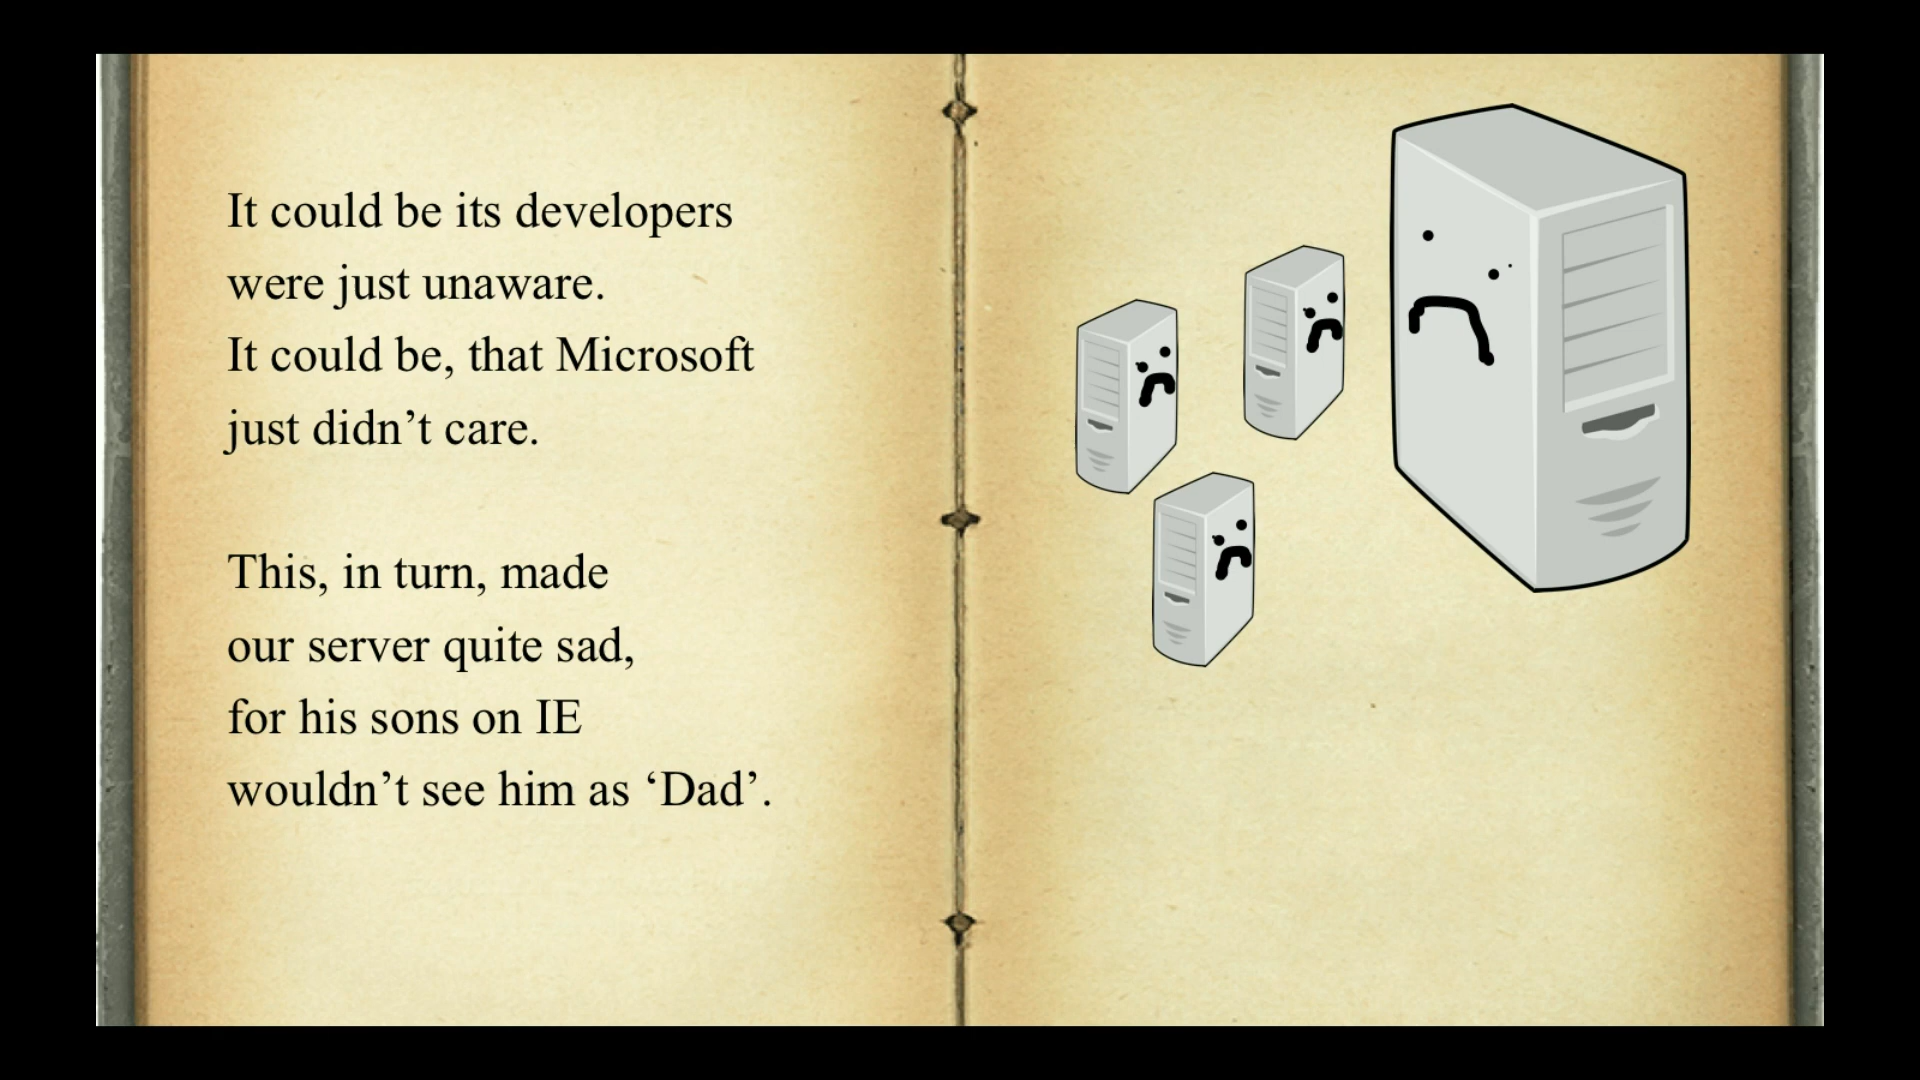 It could be its developers
were just unaware.
It could be, that Microsoft
just didn’t care.
This, in turn, made
our server quite sad,
for his sons on IE
wouldn’t see him as ‘Dad’.